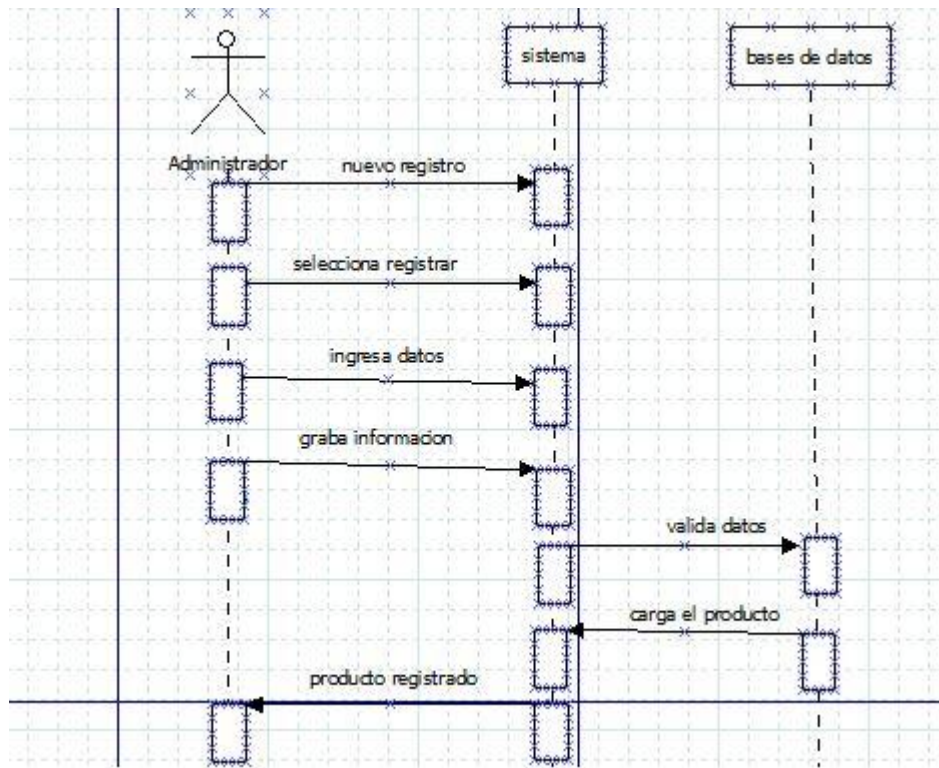 sistema
bases de datos
Administrador
nuevo registro
selecciona registrar
ingresa datos
graba informacion
valida datos
carga el producto
producto registrado